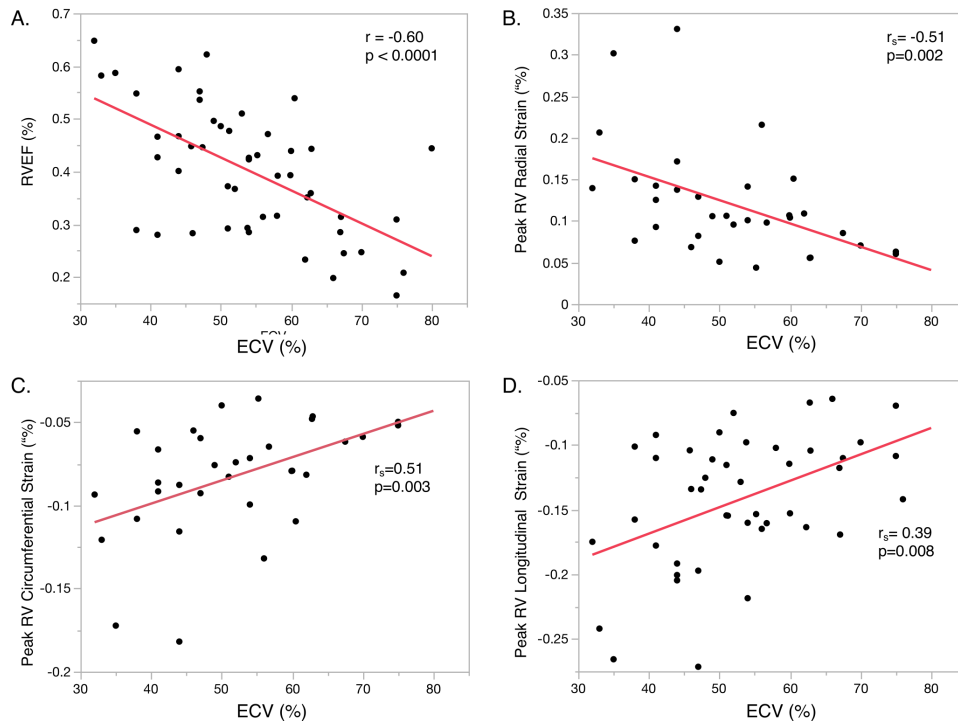 A.
r = -0.60
p < 0.0001
0.7
0.6
0.5
0.4
0.3
0.2
RVEF (%)
30 40 50 60 70 80
ECV (%)
B.
rs= -0.51
p=0.002
0.35
0.3
0.25
0.2
0.15
0.1
0.05
0
Peak RV Radial Strain (“%)
30 40 50 60 70 80
ECV (%)
C.
rs=0.51
p=0.003
-0.05
-0.1
-0.15
-0.2
Peak RV Circumferential Strain (“%)
30 40 50 60 70 80
ECV (%)
D.
rs= 0.39
p=0.008
-0.05
-0.1
-0.15
-0.2
-0.25
Peak RV Longitudinal Strain (“%)
30 40 50 60 70 80
ECV (%)